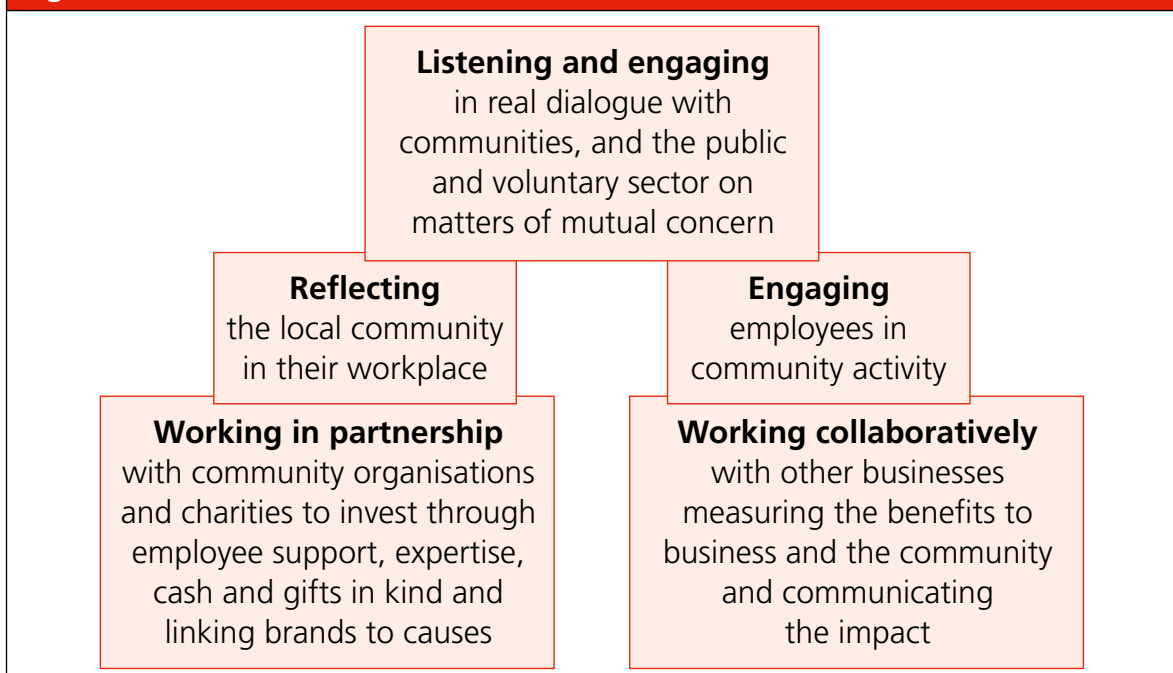 Listening and engaging
in real dialogue with
communities, and the public
and voluntary sector on
matters of mutual concern
Reflecting
the local community
in their workplace
Engaging
employees in
community activity
Working in partnership
with community organisations
and charities to invest through
employee support, expertise,
cash and gifts in kind and
linking brands to causes
Working collaboratively
with other businesses
measuring the benefits to
business and the community
and communicating
the impact